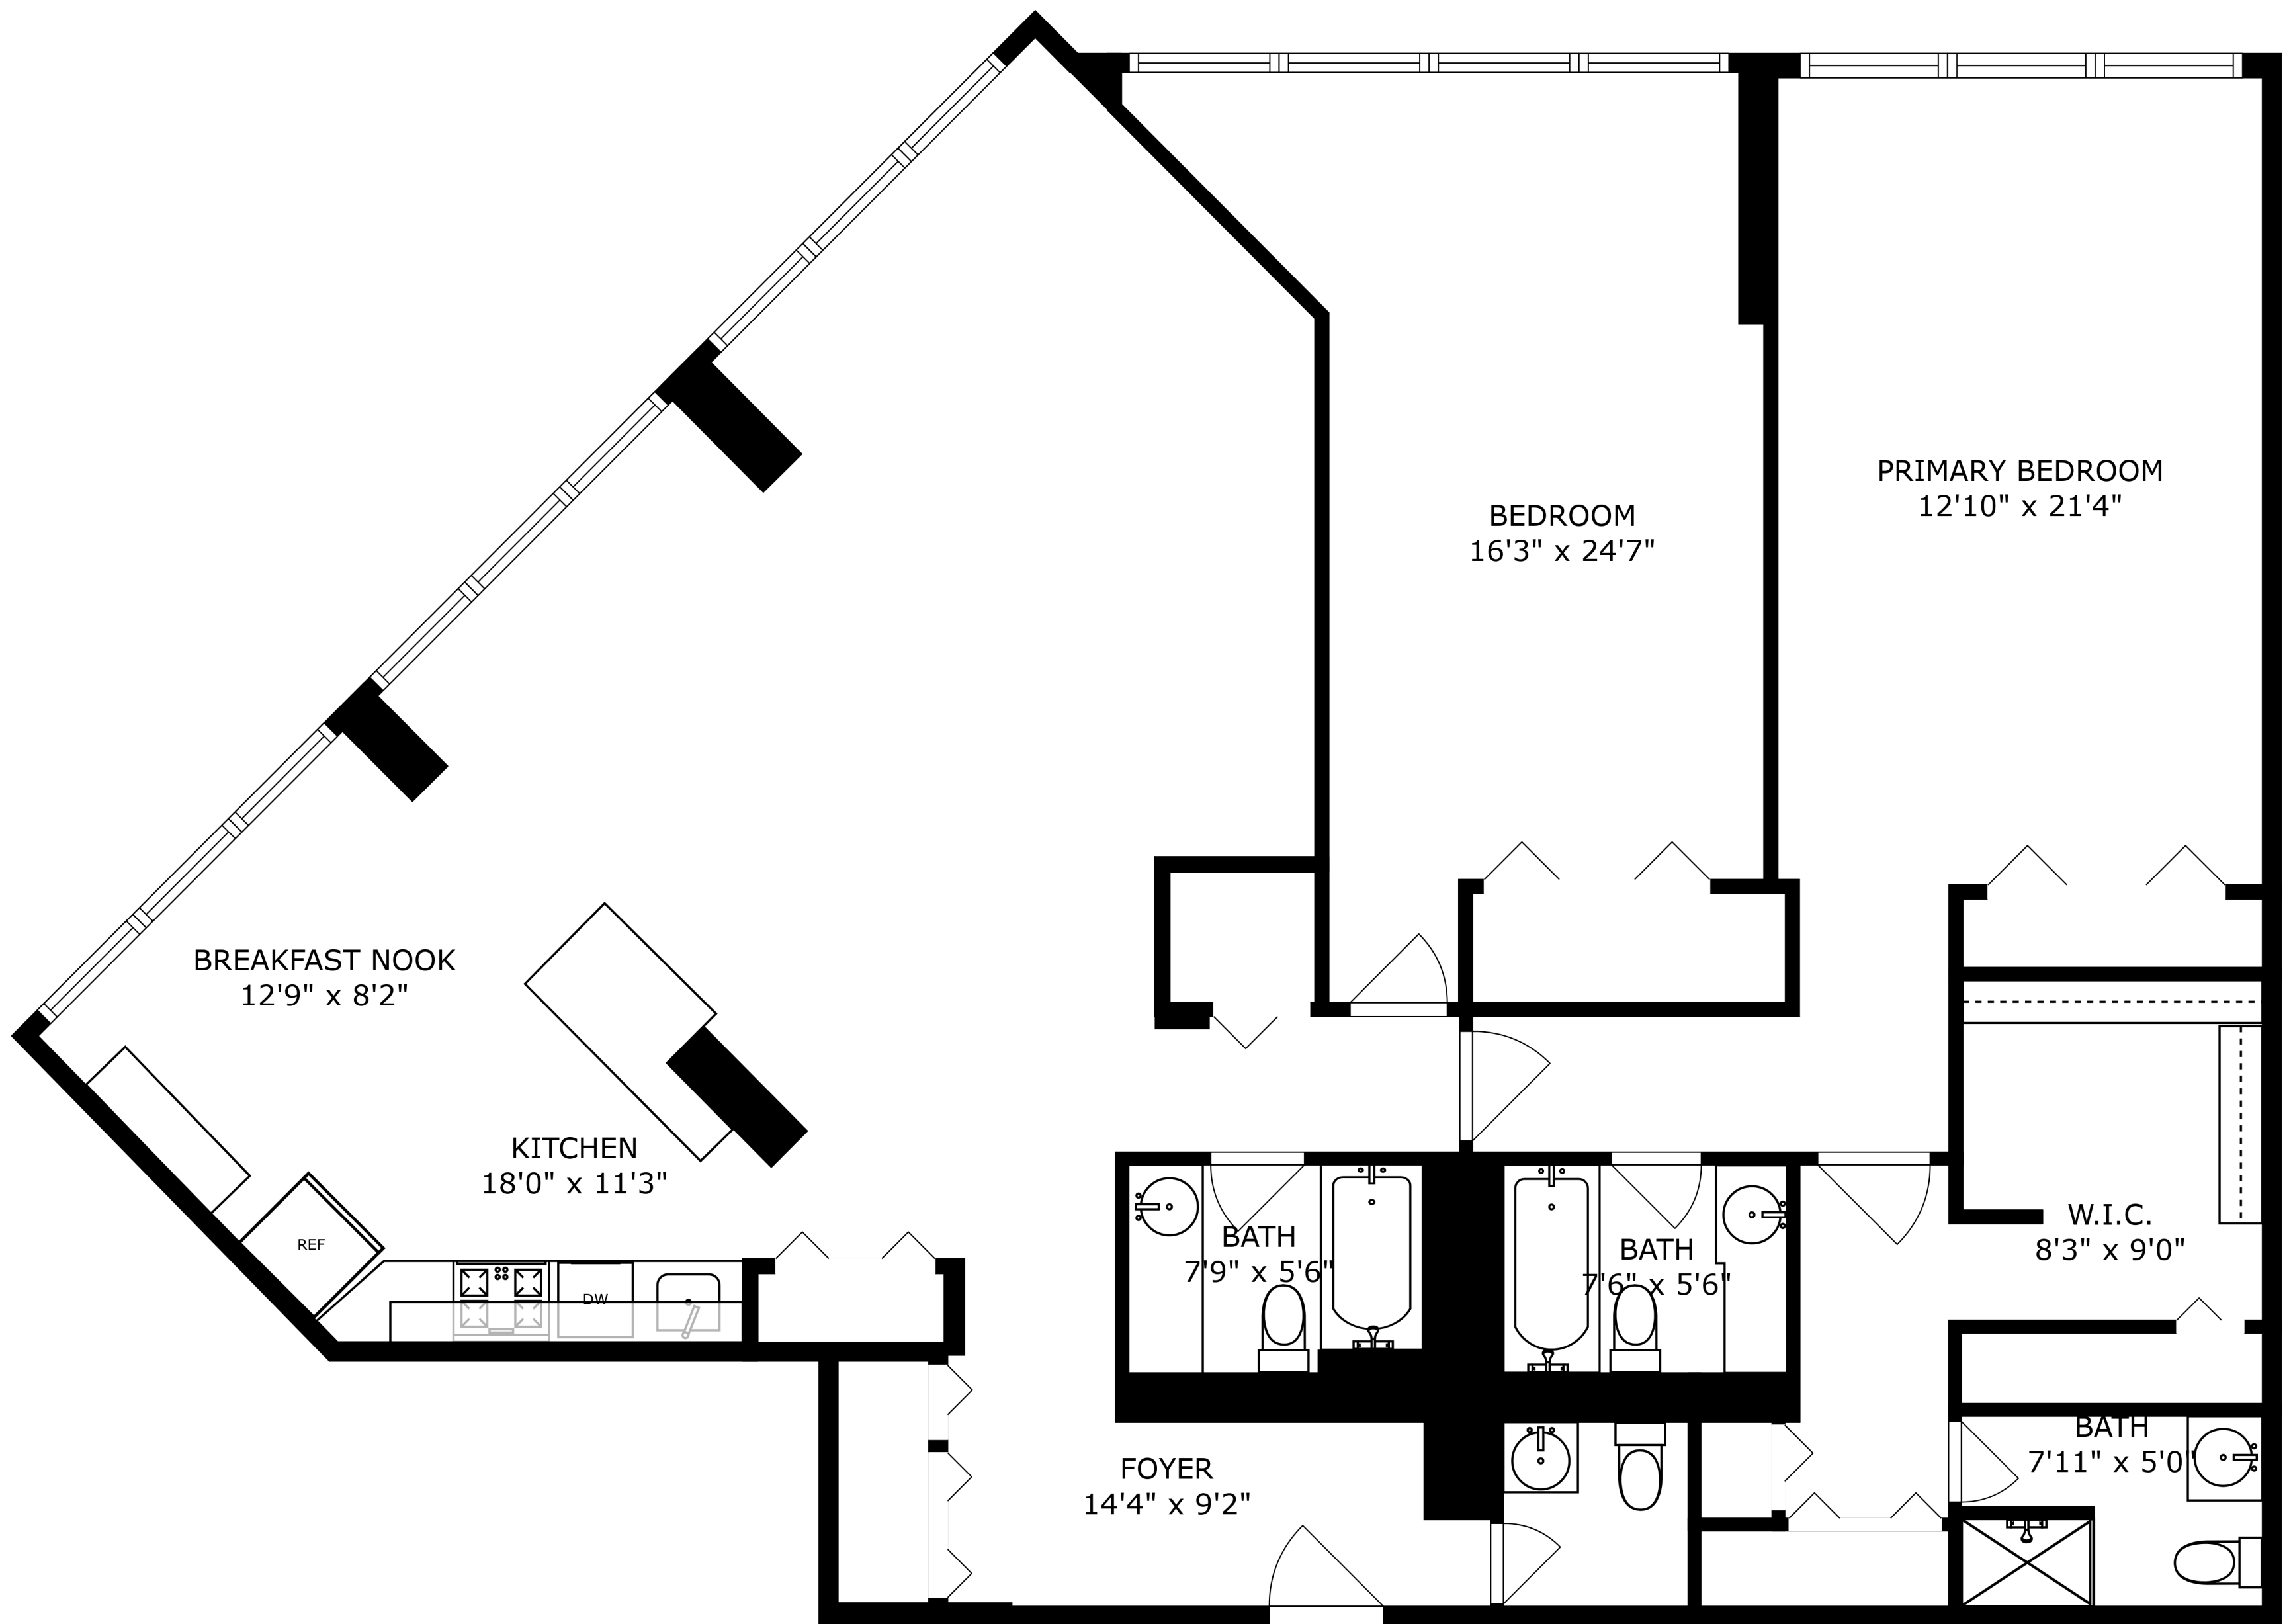 PRIMARY BEDROOM
12'10" x 21'4"
BEDROOM
16'3" x 24'7"
BREAKFAST NOOK
12'9" x 8'2"
KITCHEN
18'0" x 11'3"
REF
DW
BATH
7'9" x 5'6"
BATH
7'6" x 5'6"
W.I.C.
8'3" x 9'0"
FOYER
14'4" x 9'2"
BATH
7'11" x 5'0"